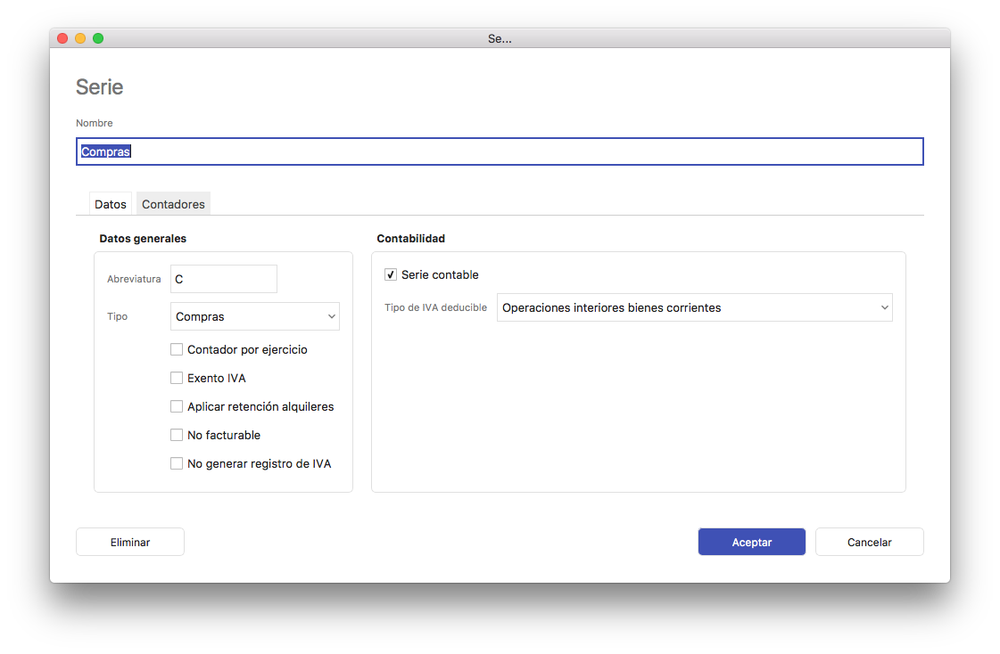 Se...
Serie
Nombre
Compras
Datos Contadores
Datos generales
Abreviatura C
Tipo Compras
Contador por ejercicio
Exento IVA
Aplicar retención alquileres
No facturable
No generar registro de IVA
Contabilidad
Serie contable
Tipo de IVA deducible Operaciones interiores bienes corrientes
Eliminar Aceptar Cancelar